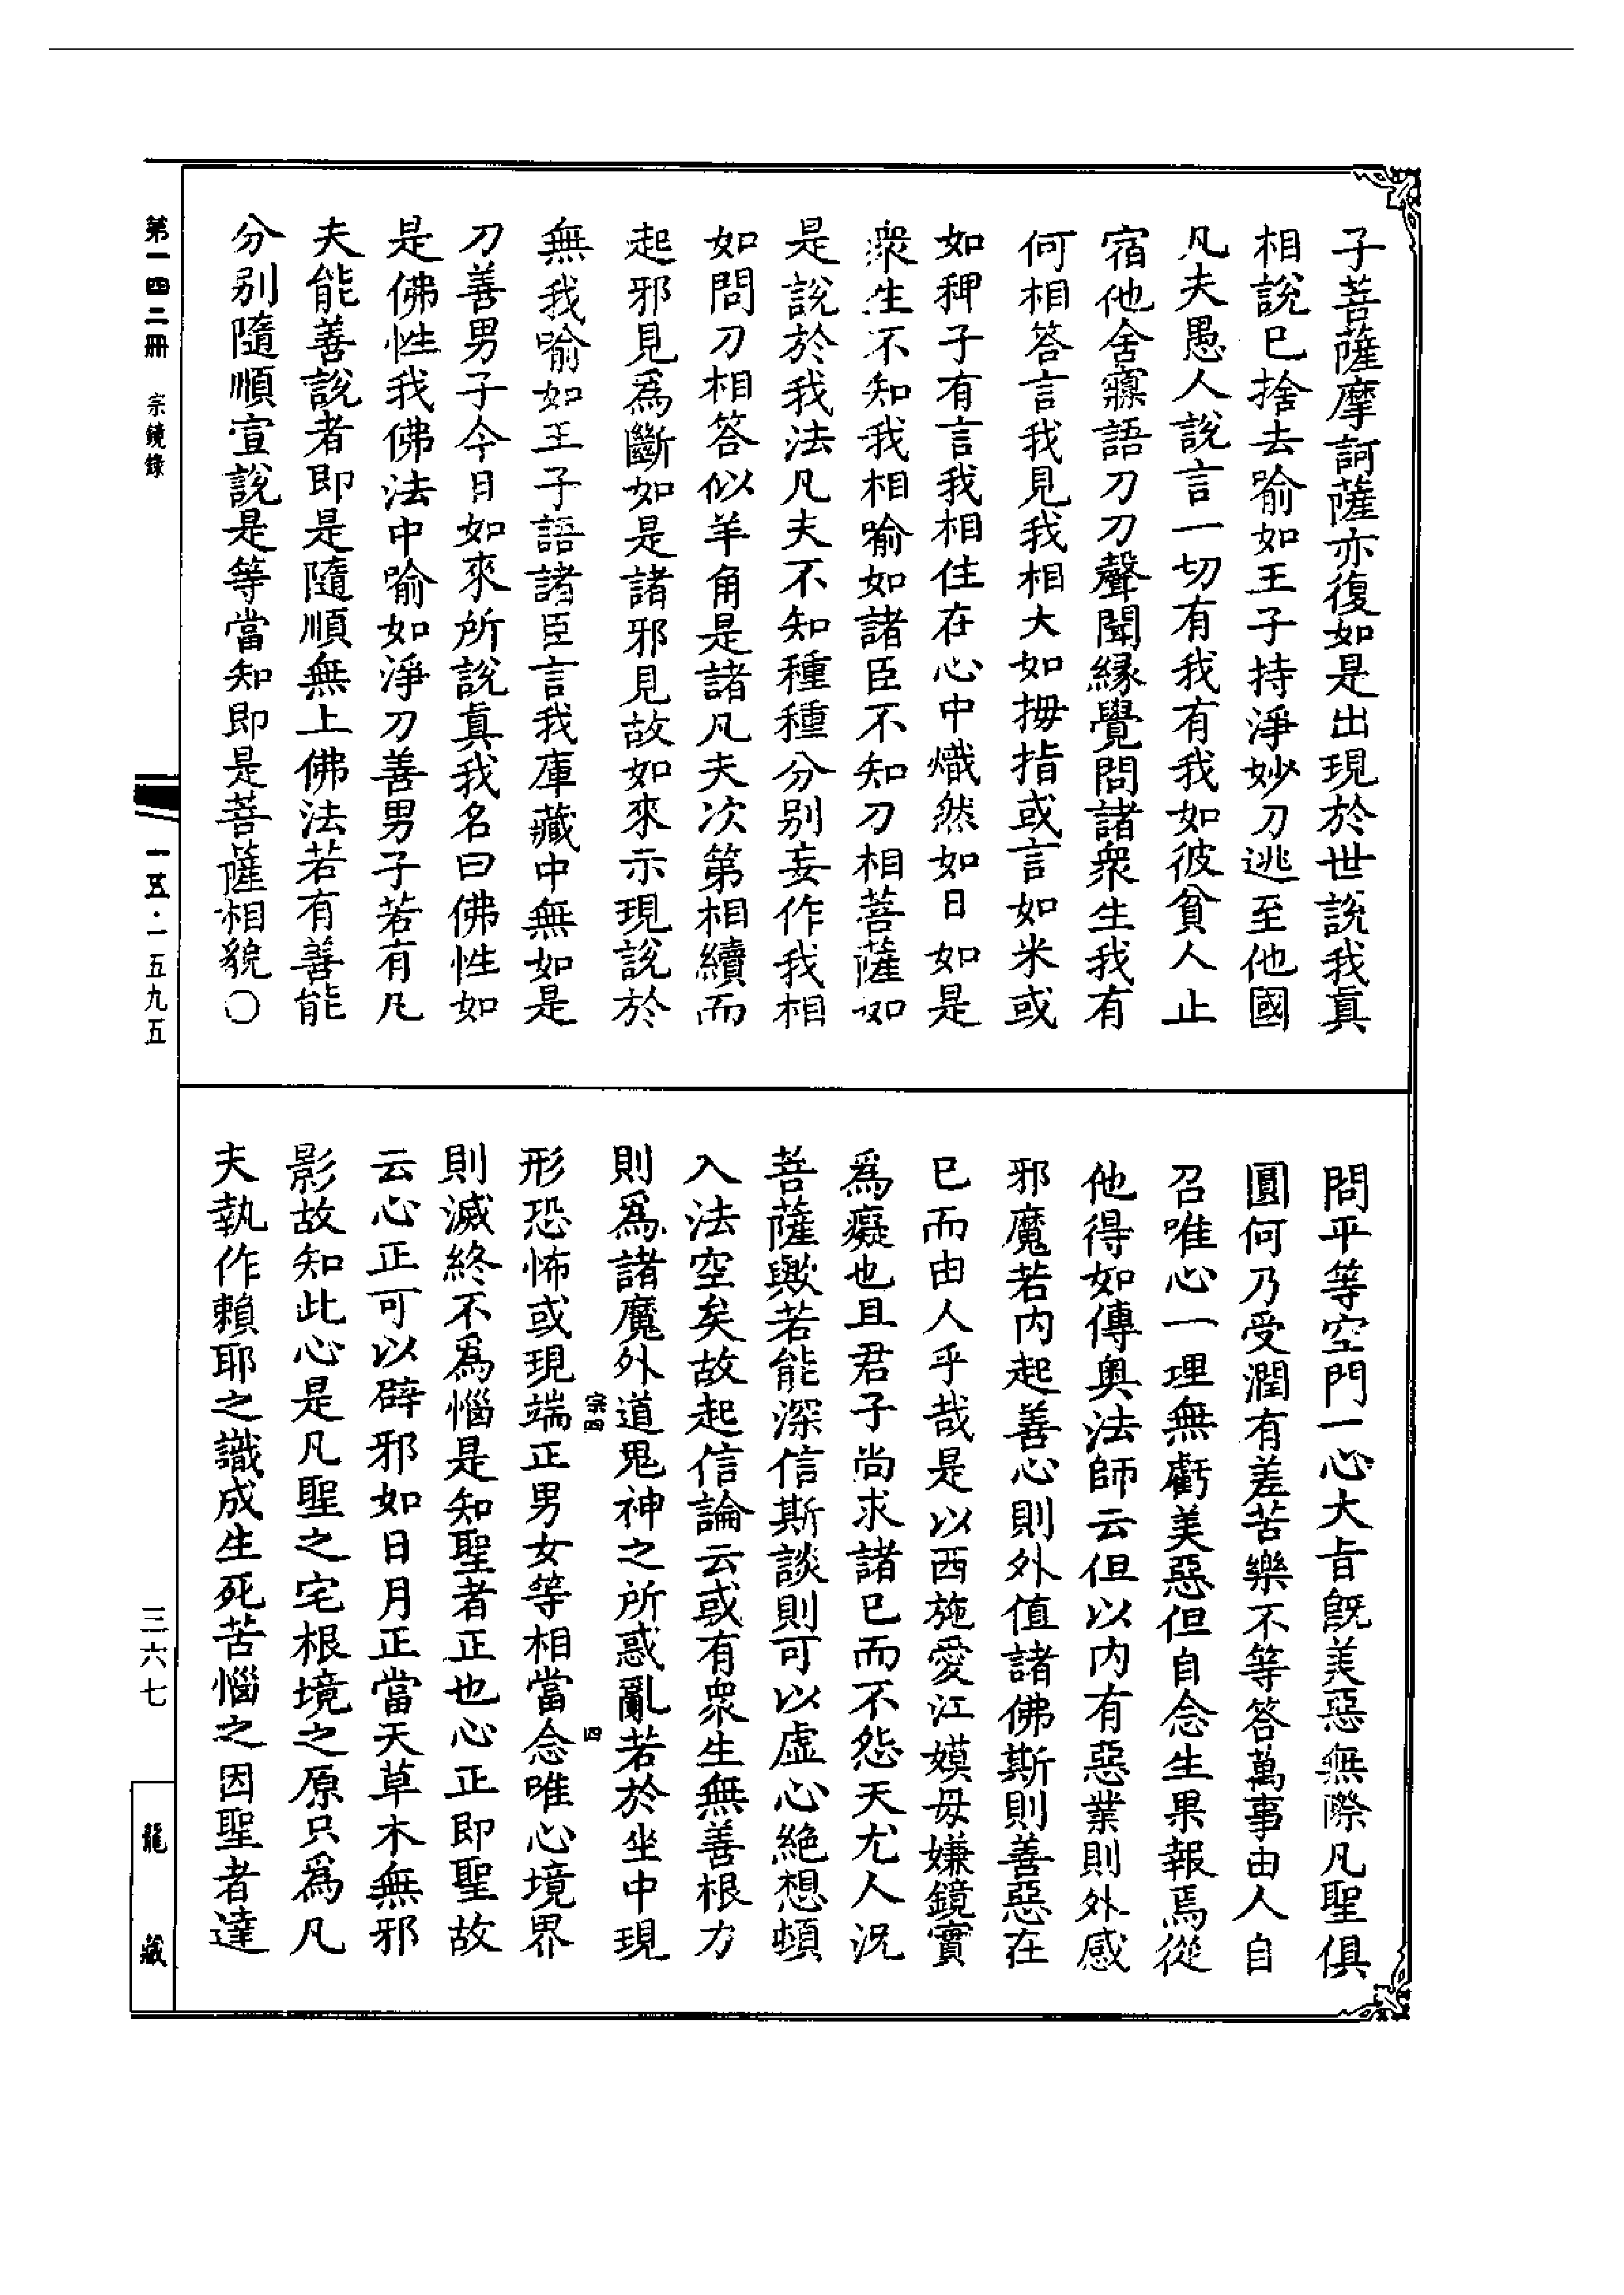 子菩薩摩訶薩亦復如是出現於世說我真
相說已捨去喻如王子持淨妙刀逃至他國
凡夫愚人說言一切有我有我如彼貧人止
宿他舍寱語刀刀聲聞緣覺問諸衆生我有
何相答言我見我相大如拇指或言如米或
如稗子有言我相住在心中熾然如日如是
衆生不知我相喻如諸臣不知刀相菩薩如
是說於我法凡夫不知種種分別妄作我相
如問刀相答似羊角是諸凡夫次第相續而
起邪見爲斷如是諸邪見故如來示現說於
無我喻如王子語諸臣言我庫藏中無如是
刀善男子今日如來所說眞我名曰佛性如
是佛性我佛法中喻如淨刀善男子若有凡
夫能善說者即是隨順無上佛法若有善能
分別隨順宣說是等當知即是菩薩相貌○
問平等空門一心大旨既美惡無際凡聖俱
圓何乃受潤有差苦樂不等答萬事由人自
召唯心一理無虧美惡但自念生果報焉從
他得如傳奧法師云但以内有惡業則外感
邪魔若内起善心則外值諸佛斯則善惡在
已而由人乎哉是以西施愛江嫫母嫌鏡實
爲癡也且君子尚求諸已而不怨天尤人況
菩薩歟若能深信斯談則可以虛心絶想頓
入法空矣故起信論云或有衆生無善根力
則爲諸魔外道鬼神之所惑亂若於坐中現
形恐怖或現端正男女等相當念唯心境界
則滅終不爲惱是知聖者正也心正即聖故
云心正可以辟邪如日月正當天草木無邪
影故知此心是凡聖之宅根境之原只爲凡
夫執作賴耶之識成生死苦惱之因聖者達
宗四
四
第一四二冊 宗鏡錄
一五·一五九五
三六七
龍藏